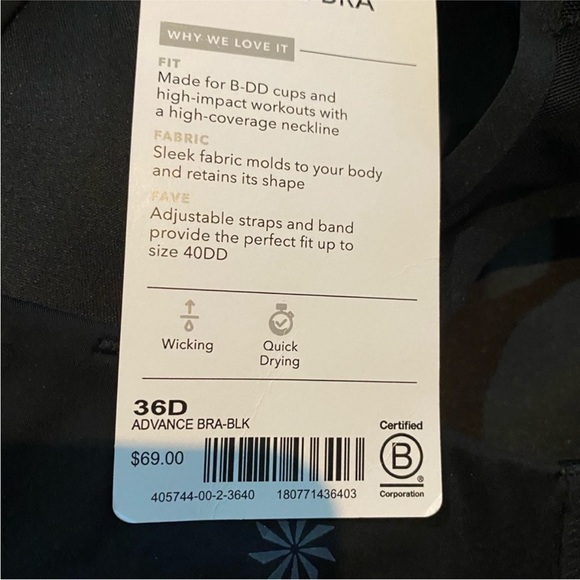 BRA
WHY WE LOVE IT
FIT
Made for B-DD cups and
high-impact workouts with
a high-coverage neckline
FABRIC
Sleek fabric molds to your body
and retains its shape
FAVE
Adjustable straps and band
provide the perfect fit up to
size 40DD
Wicking
Quick
Drying
36D
ADVANCE BRA-BLK
$69.00
405744-00-2-3640 180771436403
Certified
B
®
Corporation